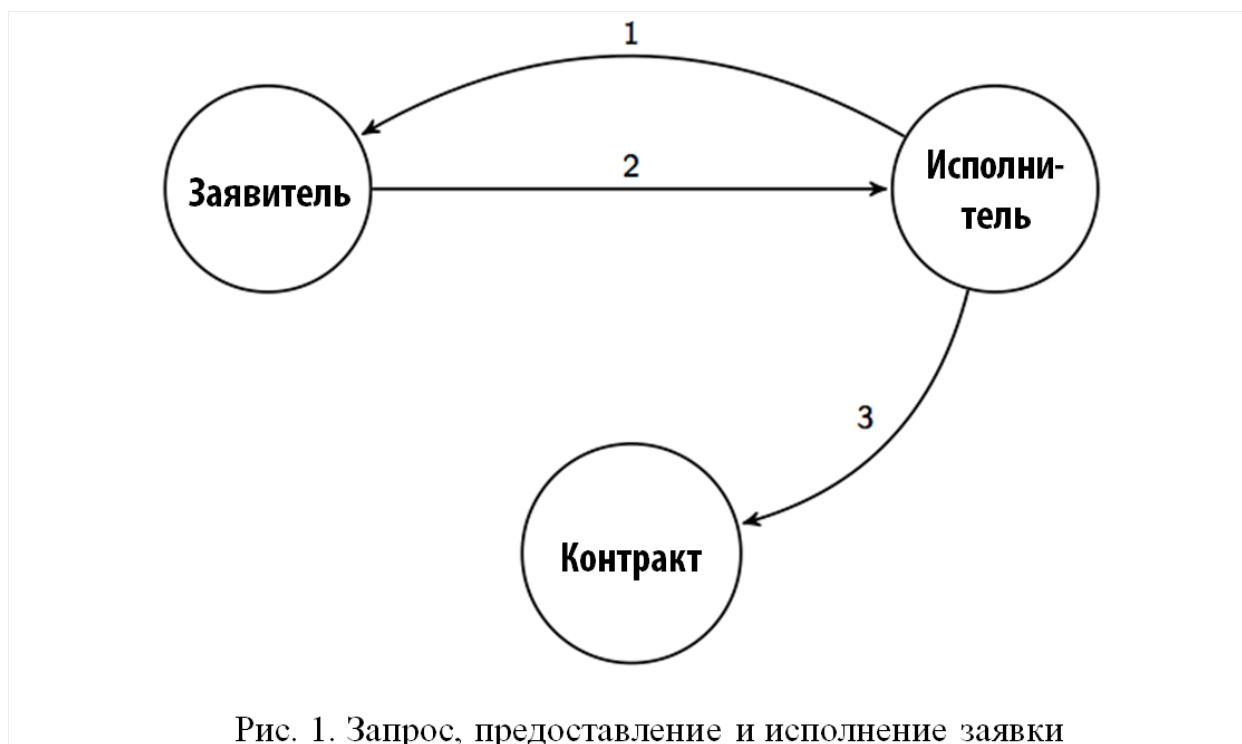 1
2
Заявитель
Исполни-
тель
3
Контракт
Рис. 1. Запрос, предоставление и исполнение заявки